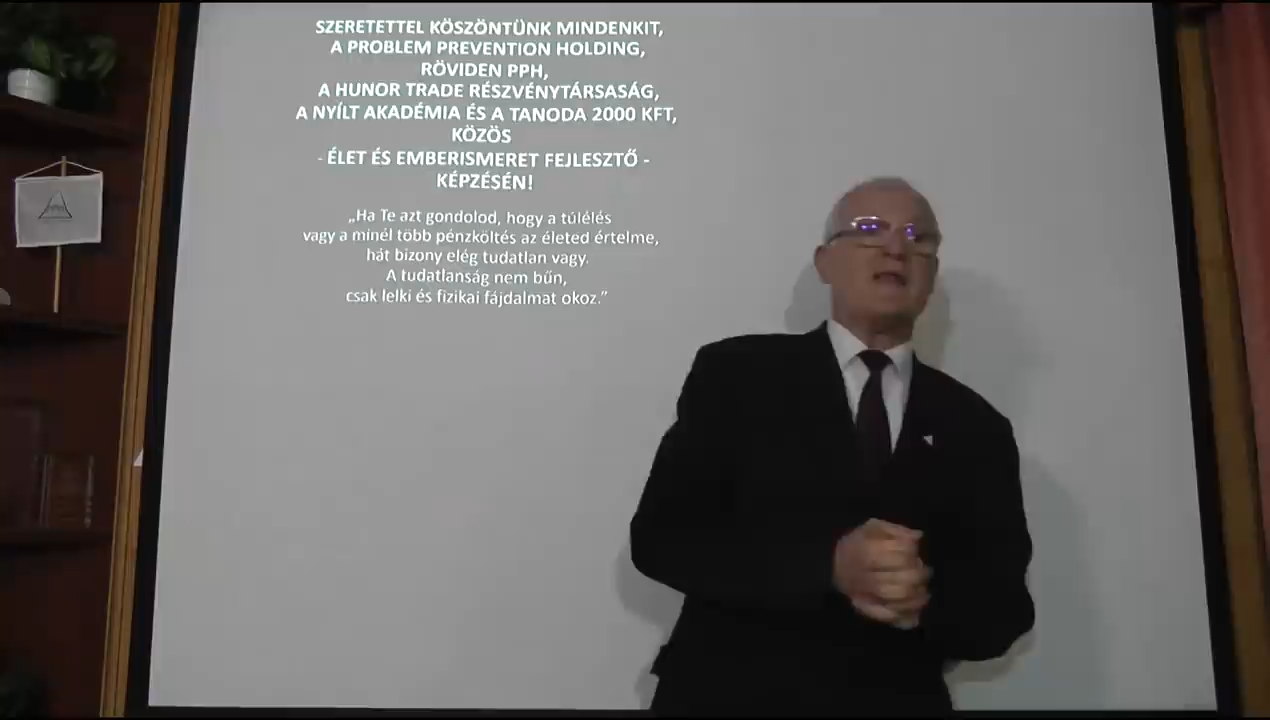 SZERETETTEL KÖSZÖNTÜNK MINDENKIT,
A PROBLEM PREVENTION HOLDING,
RÖVIDEN PPH,
A HUNOR TRADE RÉSZVÉNYTÁRSASÁG,
A NYÍLT AKADÉMIA ÉS A TANODA 2000 KFT,
KÖZÖS
- ÉLET ÉS EMBERISMERET FEJLESZTŐ -
KÉPZÉSÉN!
„Ha Te azt gondolod, hogy a túlélés
vagy a minél több pénzköltés az életed értelme,
hát bizony elég tudatlan vagy.
A tudatlanság nem bűn,
csak lelki és fizikai fájdalmat okoz.”